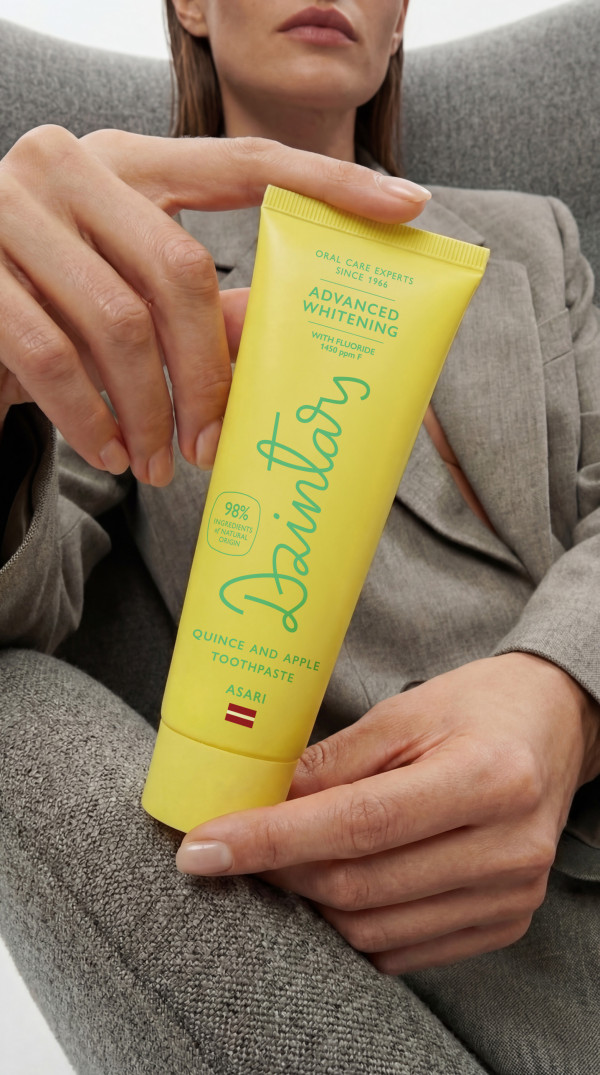 ORAL CARE EXPERTS
SINCE 1966
ADVANCED
WHITENING
WITH FLUORIDE
1450 ppm F
Daintary
98%
INGREDIENTS
of NATURAL
ORIGIN
QUINCE AND APPLE
TOOTHPASTE
ASARI